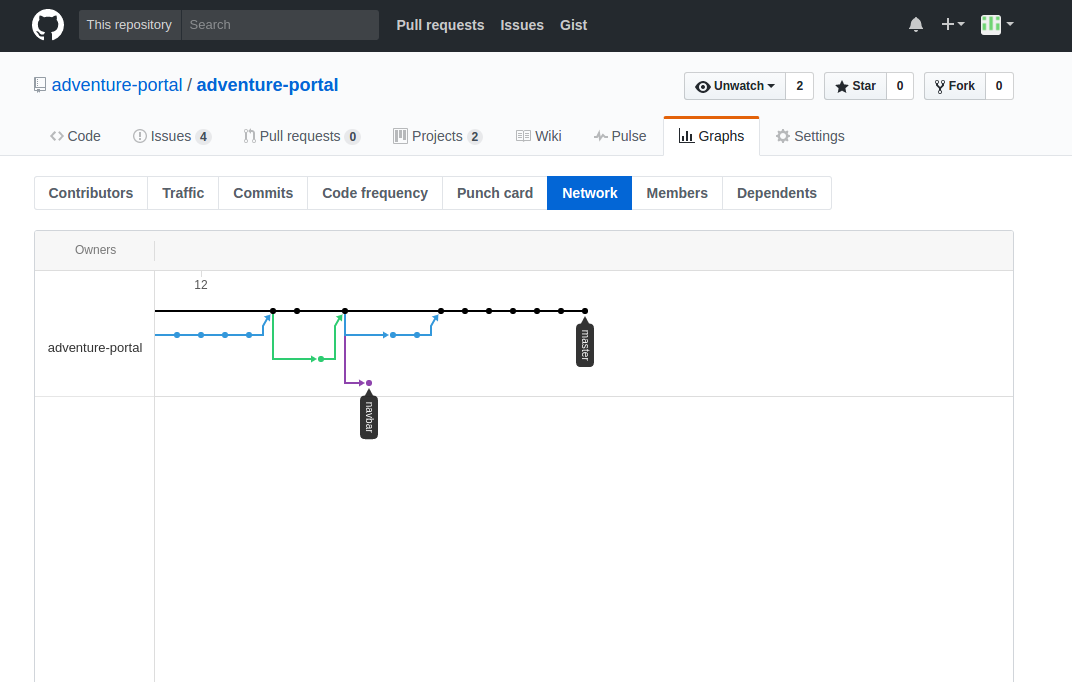 This repository Search Pull requests Issues Gist
adventure-portal / adventure-portal Unwatch 2 Star 0 Fork 0
Code Issues 4 Pull requests 0 Projects 2 Wiki Pulse Graphs Settings
Contributors Traffic Commits Code frequency Punch card Network Members Dependents
Owners
12
adventure-portal
master
navbar